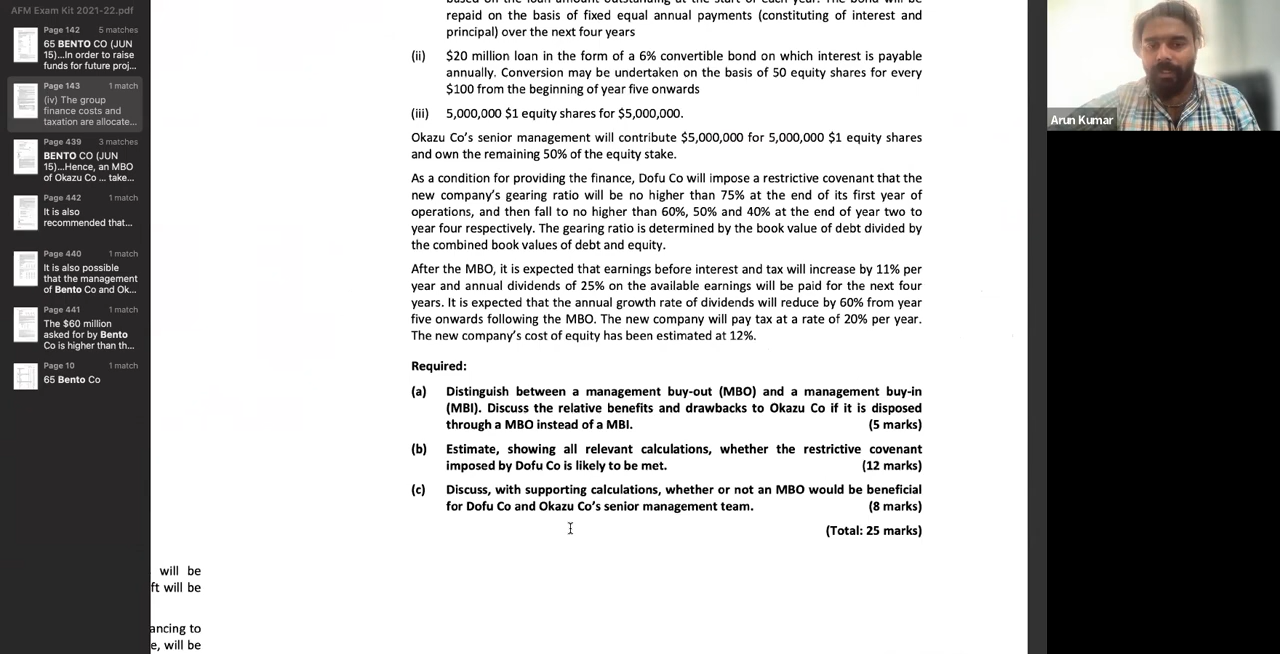 AFM Exam Kit 2021-22.pdf
Page 142 5 matches
65 BENTO CO (JUN
15)...In order to raise
funds for future proj...
Page 143 1 match
(iv) The group
finance costs and
taxation are allocate...
Page 439 3 matches
BENTO CO (JUN
15)...Hence, an MBO
of Okazu Co ... take...
Page 442 1 match
It is also
recommended that...
Page 440 1 match
It is also possible
that the management
of Bento Co and Ok...
Page 441 1 match
The $60 million
asked for by Bento
Co is higher than th...
Page 10 1 match
65 Bento Co
will be
ft will be
ancing to
e, will be
based on the loan amount outstanding at the start of each year. The bond will be
repaid on the basis of fixed equal annual payments (constituting of interest and
principal) over the next four years
(ii) $20 million loan in the form of a 6% convertible bond on which interest is payable
annually. Conversion may be undertaken on the basis of 50 equity shares for every
$100 from the beginning of year five onwards
(iii) 5,000,000 $1 equity shares for $5,000,000.
Okazu Co's senior management will contribute $5,000,000 for 5,000,000 $1 equity shares
and own the remaining 50% of the equity stake.
As a condition for providing the finance, Dofu Co will impose a restrictive covenant that the
new company's gearing ratio will be no higher than 75% at the end of its first year of
operations, and then fall to no higher than 60%, 50% and 40% at the end of year two to
year four respectively. The gearing ratio is determined by the book value of debt divided by
the combined book values of debt and equity.
After the MBO, it is expected that earnings before interest and tax will increase by 11% per
year and annual dividends of 25% on the available earnings will be paid for the next four
years. It is expected that the annual growth rate of dividends will reduce by 60% from year
five onwards following the MBO. The new company will pay tax at a rate of 20% per year.
The new company's cost of equity has been estimated at 12%.
Required:
(a) Distinguish between a management buy-out (MBO) and a management buy-in
(MBI). Discuss the relative benefits and drawbacks to Okazu Co if it is disposed
through a MBO instead of a MBI. (5 marks)
(b) Estimate, showing all relevant calculations, whether the restrictive covenant
imposed by Dofu Co is likely to be met. (12 marks)
(c) Discuss, with supporting calculations, whether or not an MBO would be beneficial
for Dofu Co and Okazu Co's senior management team. (8 marks)
(Total: 25 marks)
Arun Kumar